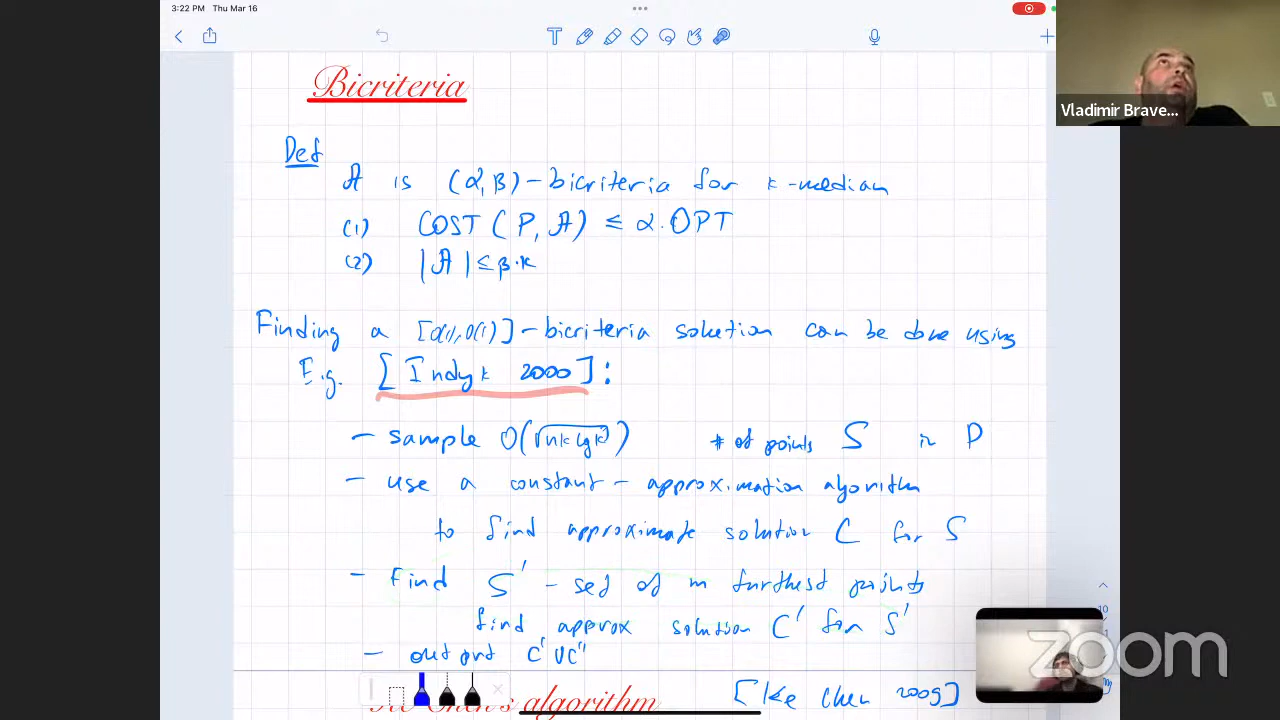 3:22 PM Thu Mar 16
Vladimir Brave...
Bicriteria
Def
A is (α,β)-bicriteria for k-median
(1) COST (P, A) ≤ α·OPT
(2) |A| ≤ β·k
Finding a [O(1), O(1)]-bicriteria solution can be done using
E.g. [Indyk 2000]:
- sample O(√nk lg k) # of points S in P
- use a constant-approximation algorithm
to find approximate solution C for S
- Find S' - set of m furthest points
find approx solution C' for S'
- output C' ∪ C''
Chen's algorithm [Ke Chen 2009]
zoom